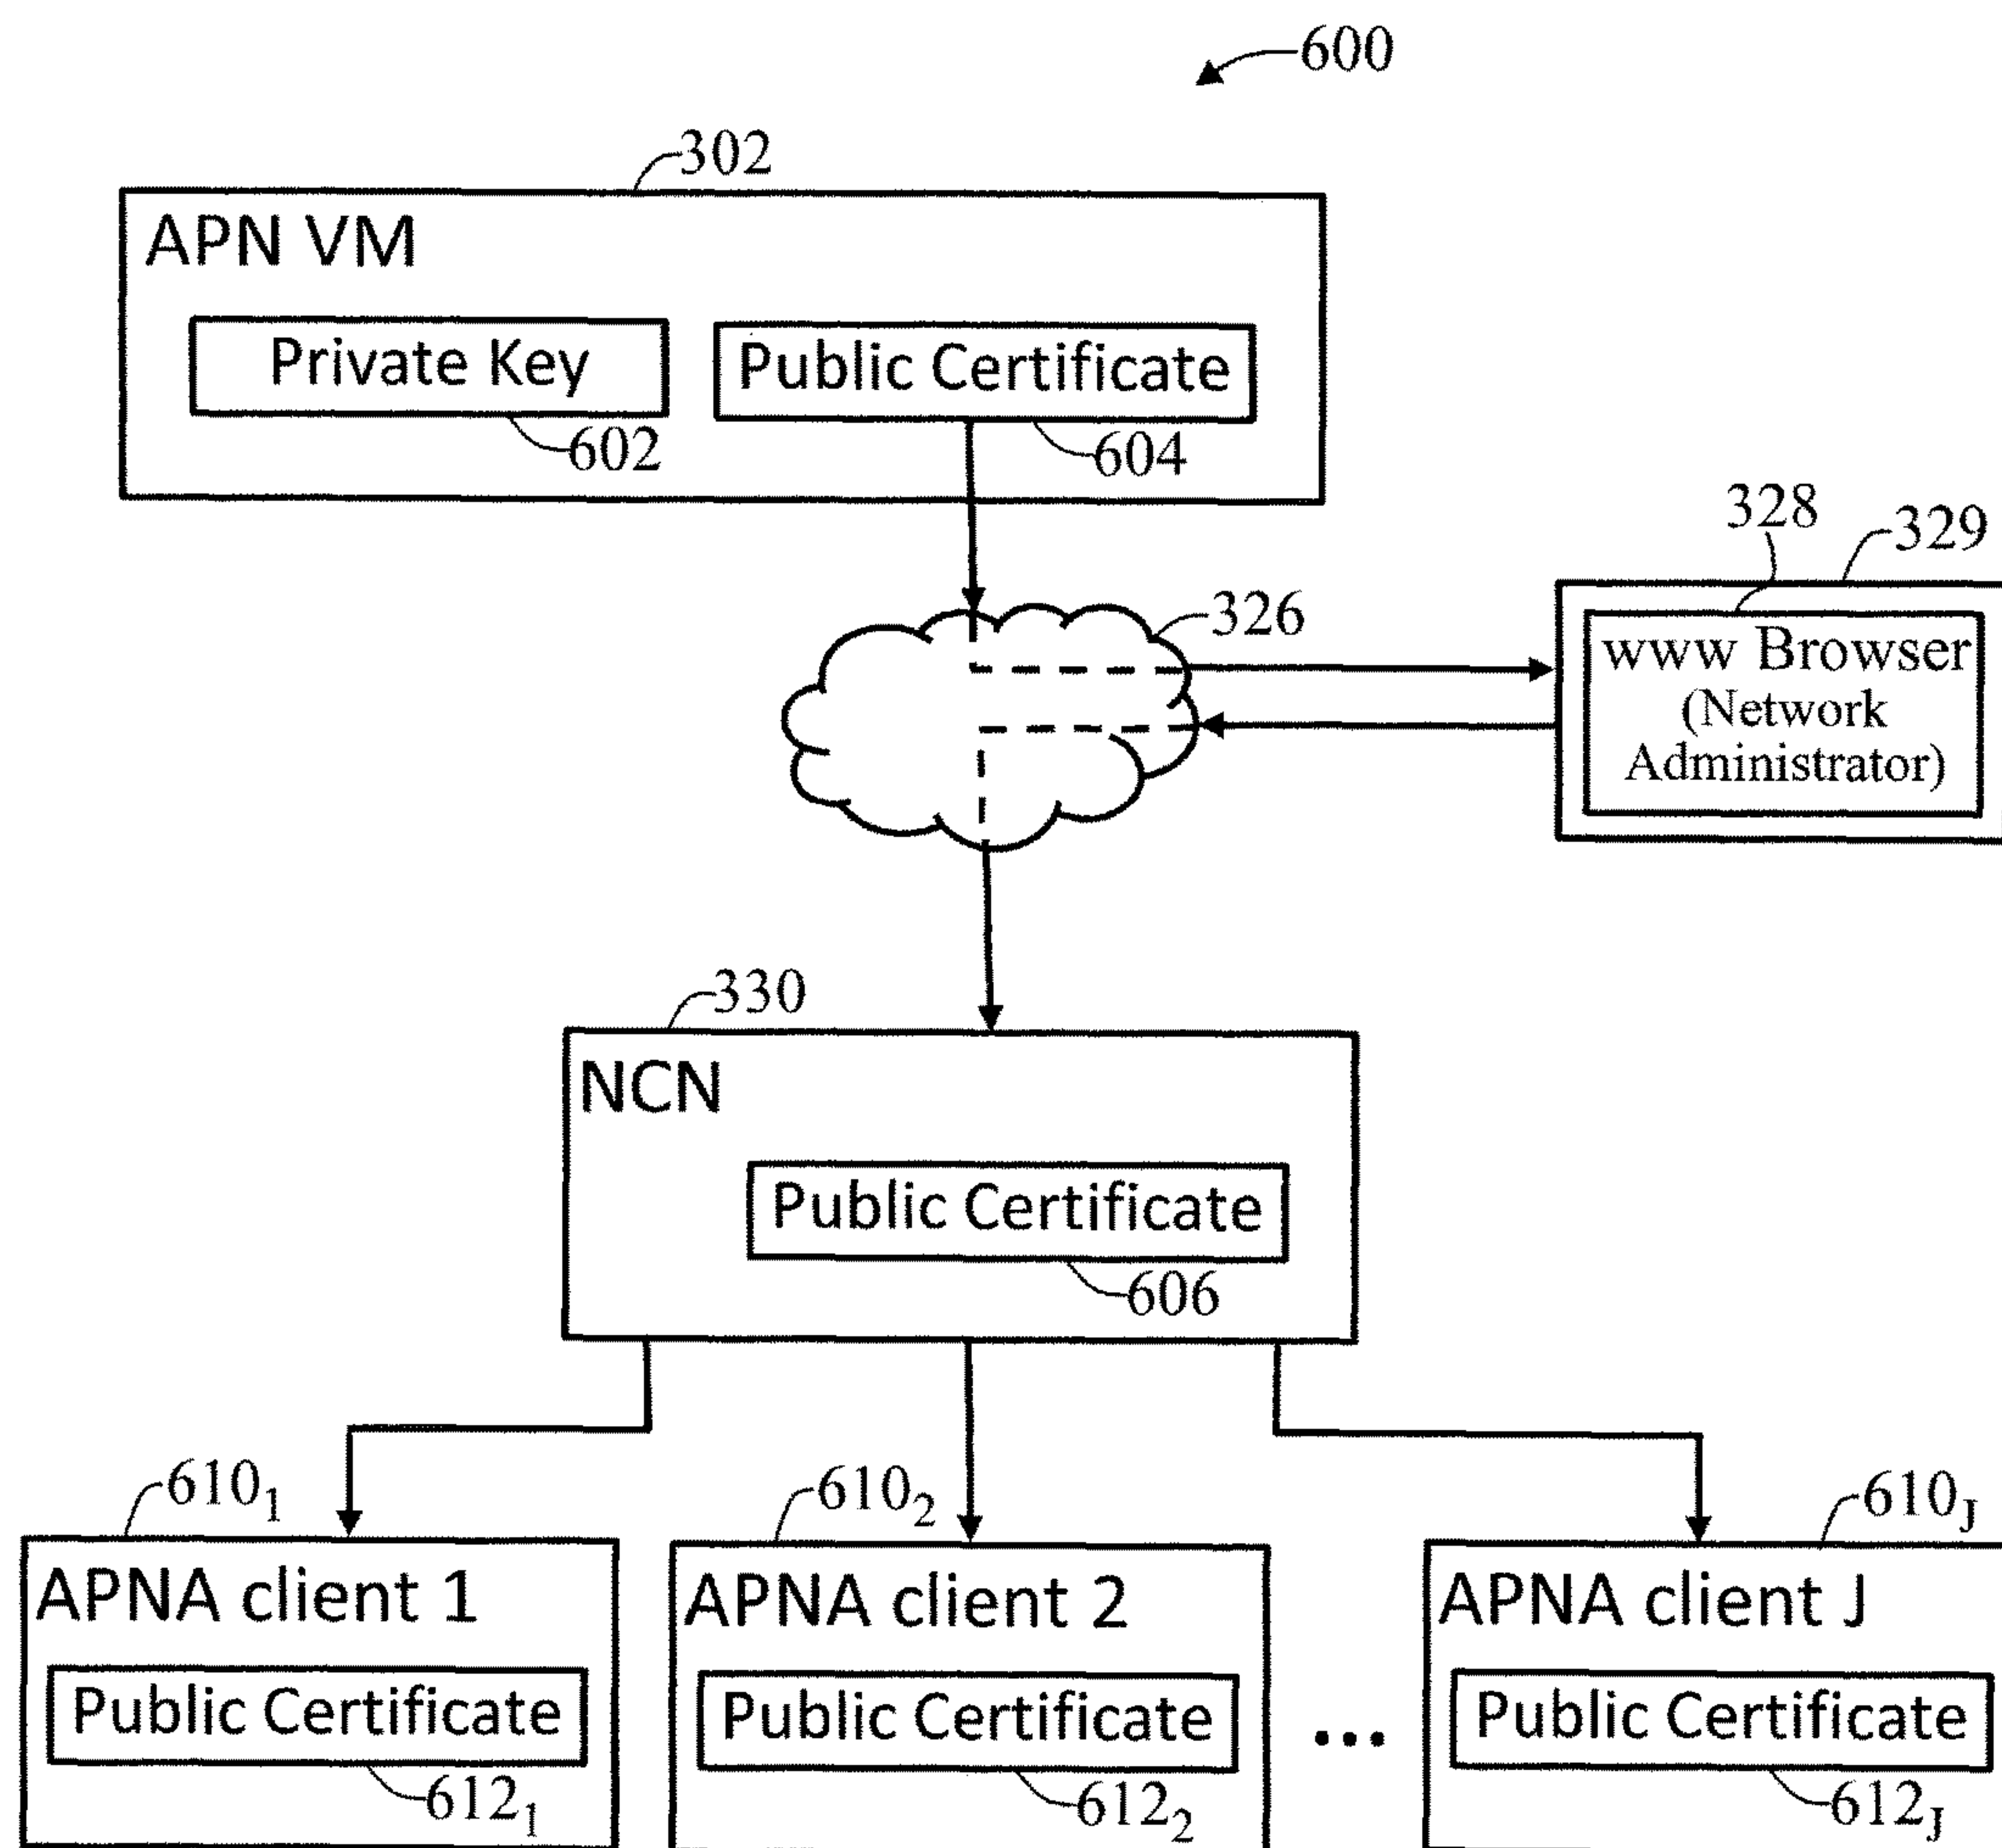 600
302
APN VM
Private Key
Public Certificate
602
604
328
329
326
www Browser
(Network
Administrator)
330
NCN
Public Certificate
606
610₁
610₂
610J
APNA client 1
APNA client 2
APNA client J
Public Certificate
Public Certificate
...
Public Certificate
612₁
612₂
612J